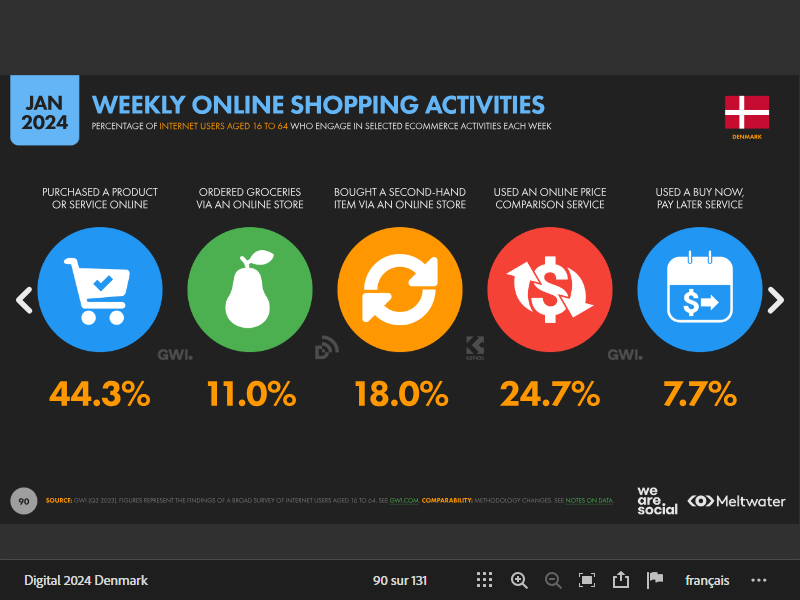 JAN
2024
WEEKLY ONLINE SHOPPING ACTIVITIES
PERCENTAGE OF INTERNET USERS AGED 16 TO 64 WHO ENGAGE IN SELECTED ECOMMERCE ACTIVITIES EACH WEEK
DENMARK
PURCHASED A PRODUCT
OR SERVICE ONLINE
ORDERED GROCERIES
VIA AN ONLINE STORE
BOUGHT A SECOND-HAND
ITEM VIA AN ONLINE STORE
USED AN ONLINE PRICE
COMPARISON SERVICE
USED A BUY NOW,
PAY LATER SERVICE
GWI.
KEPIOS
GWI.
44.3%
11.0%
18.0%
24.7%
7.7%
90
SOURCE: GWI (Q3 2023). FIGURES REPRESENT THE FINDINGS OF A BROAD SURVEY OF INTERNET USERS AGED 16 TO 64. SEE GWI.COM. COMPARABILITY: METHODOLOGY CHANGES. SEE NOTES ON DATA.
we
are.
social
Meltwater
Digital 2024 Denmark
90 sur 131
français